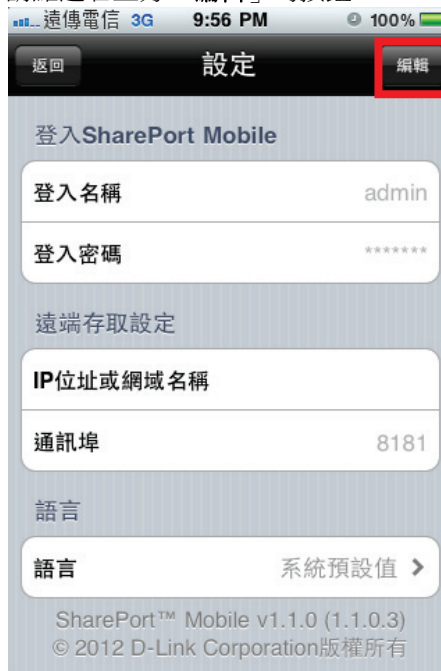 遠傳電信 3G 9:56 PM 100%
返回 設定 編輯
登入SharePort Mobile
登入名稱 admin
登入密碼 *******
遠端存取設定
IP位址或網域名稱
通訊埠 8181
語言
語言 系統預設值
SharePort™ Mobile v1.1.0 (1.1.0.3)
© 2012 D-Link Corporation版權所有